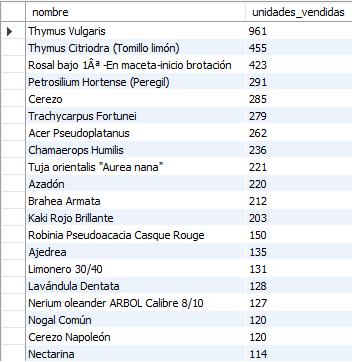 nombre unidades_vendidas
Thymus Vulgaris 961
Thymus Citriodra (Tomillo limón) 455
Rosal bajo 1Âª -En maceta-inicio brotación 423
Petrosilium Hortense (Peregil) 291
Cerezo 285
Trachycarpus Fortunei 279
Acer Pseudoplatanus 262
Chamaerops Humilis 236
Tuja orientalis "Aurea nana" 221
Azadón 220
Brahea Armata 212
Kaki Rojo Brillante 203
Robinia Pseudoacacia Casque Rouge 150
Ajedrea 135
Limonero 30/40 131
Lavándula Dentata 128
Nerium oleander ARBOL Calibre 8/10 127
Nogal Común 120
Cerezo Napoleón 120
Nectarina 114